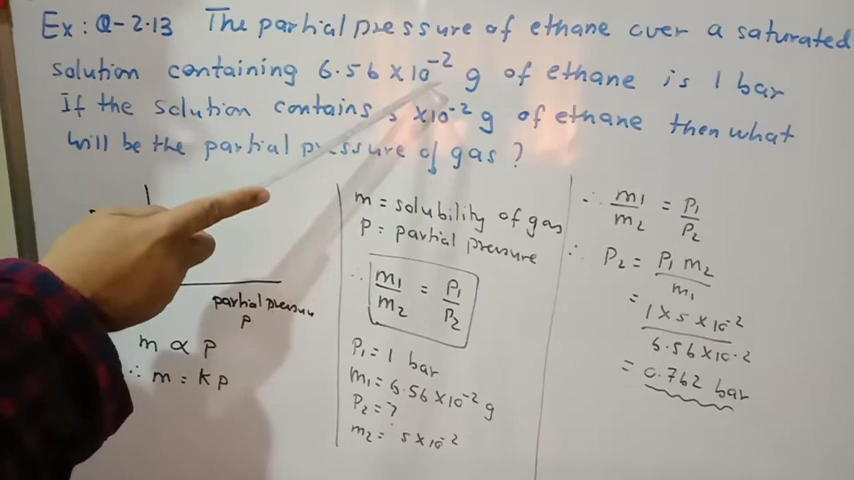 Ex: Q-2.13 The partial pressure of ethane over a saturated
solution containing 6.56 × 10⁻² g of ethane is 1 bar
If the solution contains 5 ×10⁻² g of ethane then what
will be the partial pressure of gas ?
partial pressure
P
m ∝ p
∴ m = K p
m = solubility of gas
p = partial pressure
∴ m₁/m₂ = P₁/P₂
P₁ = 1 bar
m₁ = 6.56 × 10⁻² g
P₂ = ?
m₂ = 5 × 10⁻²
∴ m₁/m₂ = P₁/P₂
∴ P₂ = P₁ m₂/m₁
= 1 × 5 × 10⁻²/6.56 × 10⁻²
= 0.762 bar